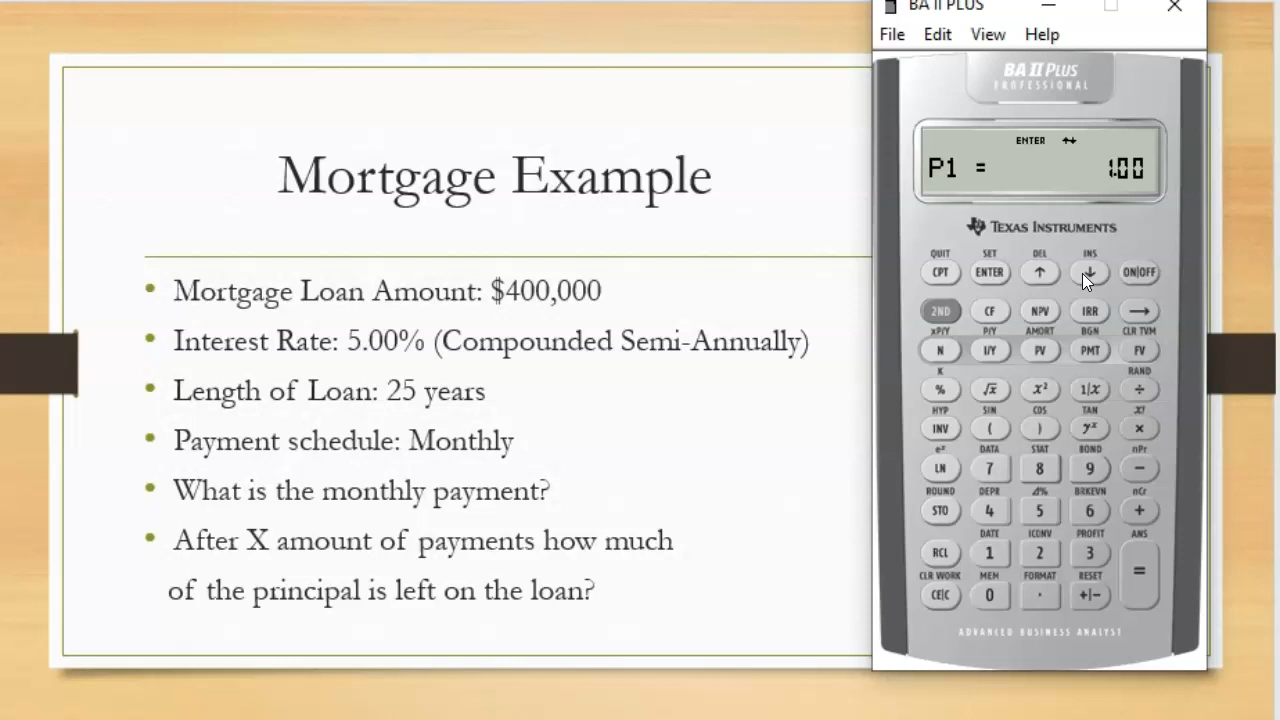 BA II PLUS
File Edit View Help
BA II PLUS
PROFESSIONAL
ENTER ↑↓
P1 = 1.00
TEXAS INSTRUMENTS
QUIT SET DEL INS
CPT ENTER ↑ ↓ ON|OFF
2ND CF NPV IRR →
xP/Y P/Y AMORT BGN CLR TVM
N I/Y PV PMT FV
K RAND
% √x x² 1/x ÷
HYP SIN COS TAN x!
INV ( ) yˣ ×
eˣ DATA STAT BOND nPr
LN 7 8 9 −
ROUND DEPR Δ% BRKEVN nCr
STO 4 5 6 +
DATE ICONV PROFIT ANS
RCL 1 2 3 =
CLR WORK MEM FORMAT RESET
CE|C 0 . +|−
ADVANCED BUSINESS ANALYST
Mortgage Example
• Mortgage Loan Amount: $400,000
• Interest Rate: 5.00% (Compounded Semi-Annually)
• Length of Loan: 25 years
• Payment schedule: Monthly
• What is the monthly payment?
• After X amount of payments how much
of the principal is left on the loan?